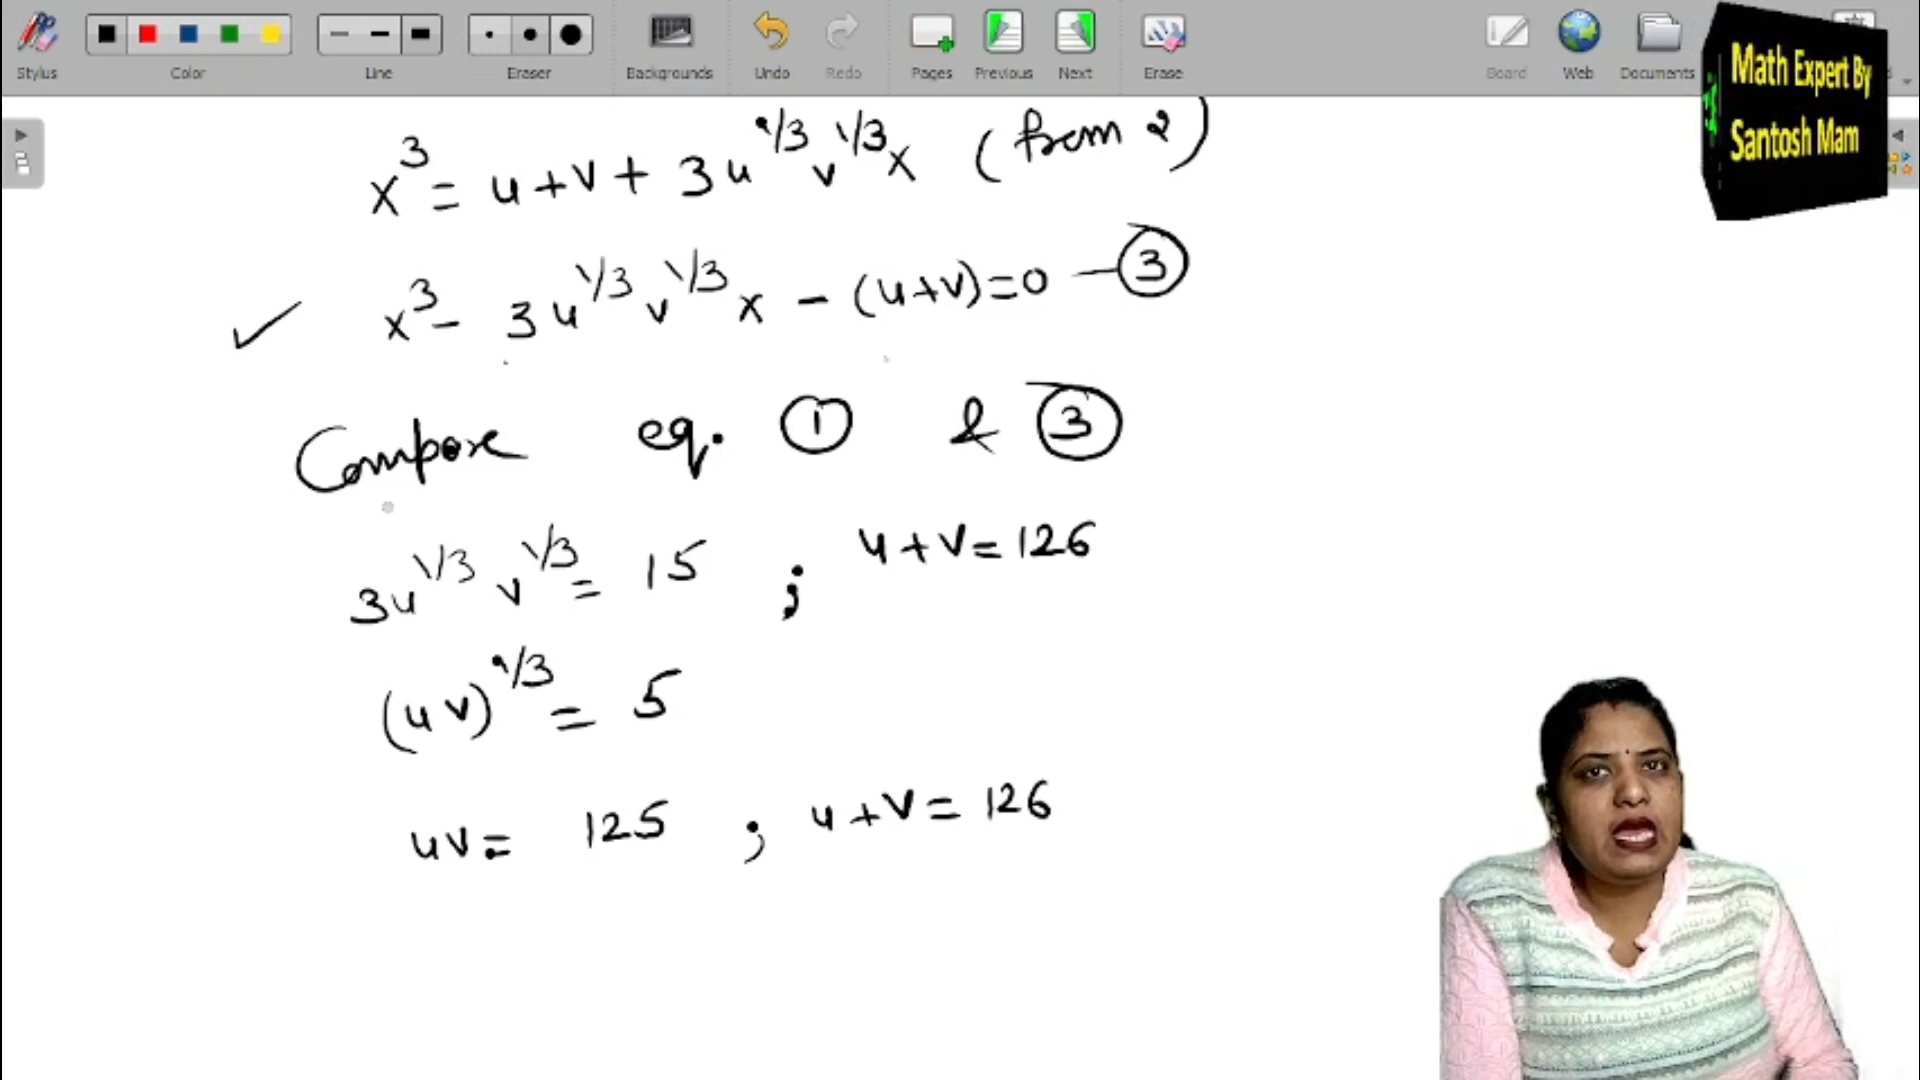 Stylus Color Line Eraser Backgrounds Undo Redo Pages Previous Next Erase Board Web Documents
Math Expert By
Santosh Mam
x³ = u+v+ 3u^1/3 v^1/3 x (from 2)
x³ - 3u^1/3 v^1/3 x - (u+v)=0 - ③
Compare eq. ① & ③
3u^1/3 v^1/3 = 15 ; u+v=126
(uv)^1/3 = 5
uv= 125 ; u+v= 126